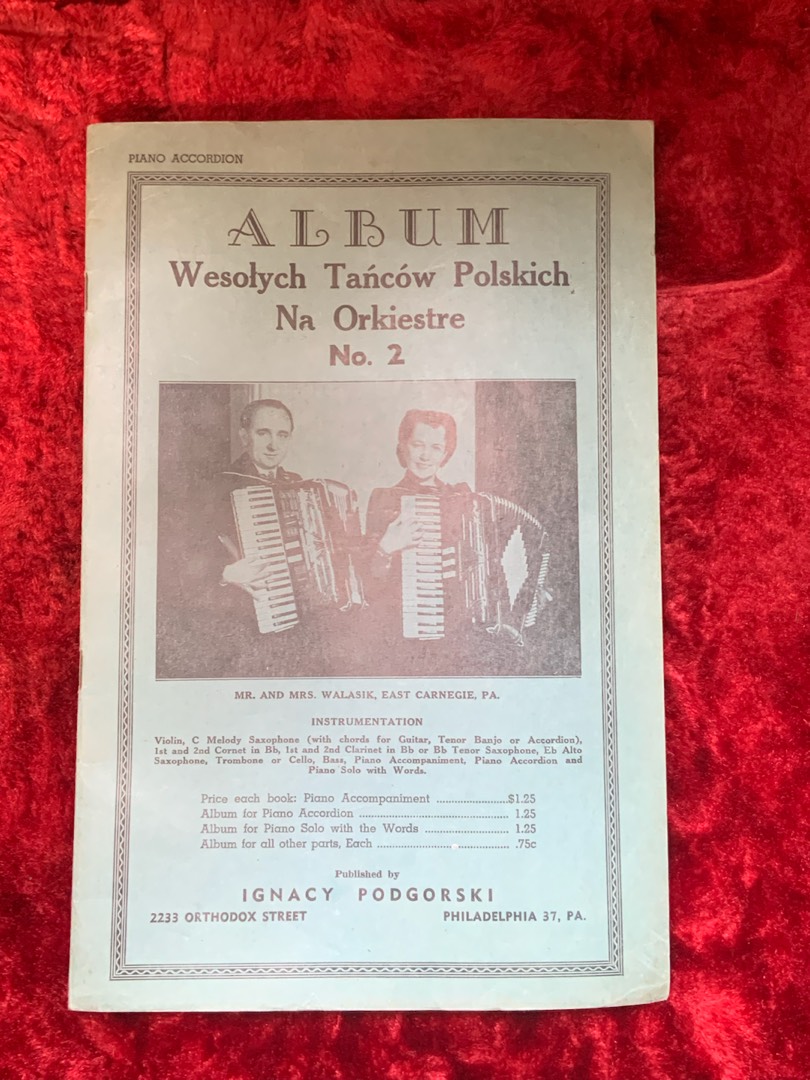 PIANO ACCORDION
ALBUM
Wesołych Tańców Polskich
Na Orkiestre
No. 2
MR. AND MRS. WALASIK, EAST CARNEGIE, PA.
INSTRUMENTATION
Violin, C Melody Saxophone (with chords for Guitar, Tenor Banjo or Accordion),
1st and 2nd Cornet in Bb, 1st and 2nd Clarinet in Bb or Bb Tenor Saxophone, Eb Alto
Saxophone, Trombone or Cello, Bass, Piano Accompaniment, Piano Accordion and
Piano Solo with Words.
Price each book: Piano Accompaniment ........................$1.25
Album for Piano Accordion .................................................. 1.25
Album for Piano Solo with the Words ............................ 1.25
Album for all other parts, Each ............................................ .75c
Published by
IGNACY PODGORSKI
2233 ORTHODOX STREET PHILADELPHIA 37, PA.